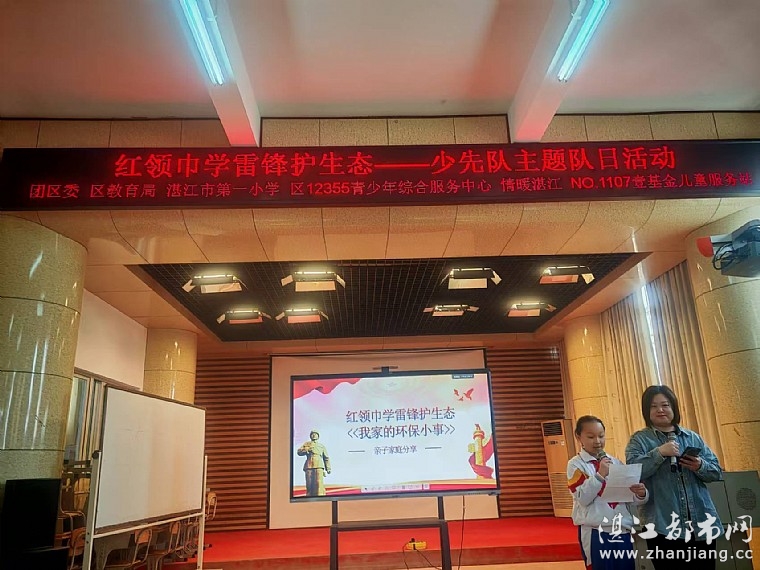 红领巾学雷锋护生态——少先队主题队日活动
团区委 区教育局 湛江市第一小学 区12355青少年综合服务中心 情暖湛江 NO.1107壹基金儿童服务站
红领巾学雷锋护生态
<<我家的环保小事>>
亲子家庭分享
湛江都市网
www.zhanjiang.cc